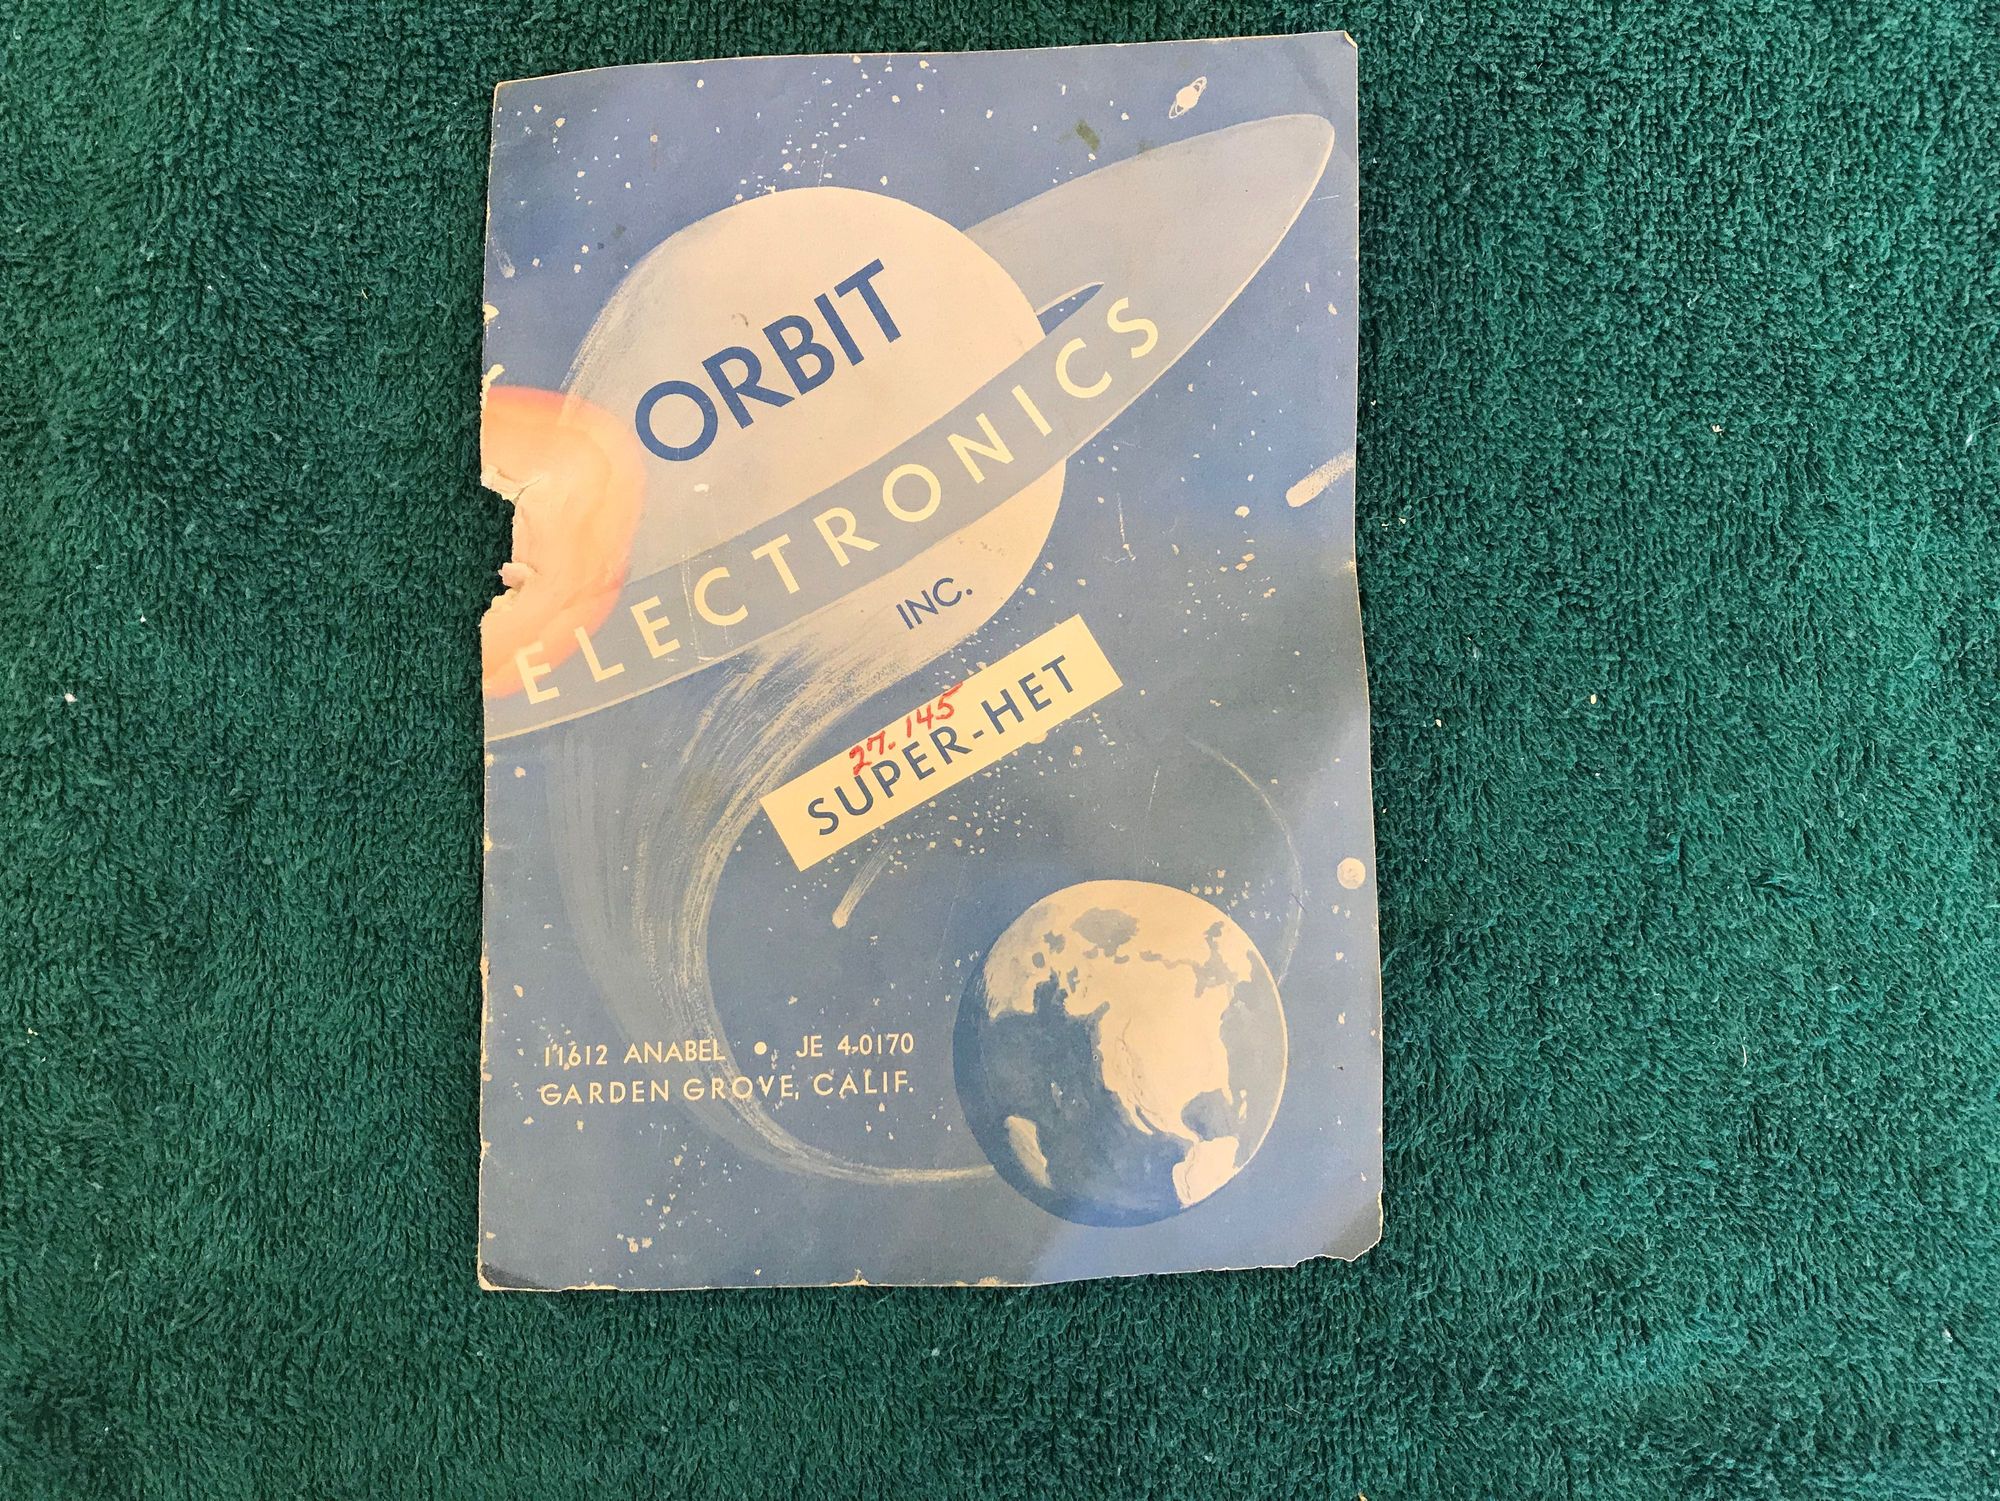 ORBIT
ELECTRONICS
INC.
27.145
SUPER-HET
11612 ANABEL • JE 4-0170
GARDEN GROVE, CALIF.